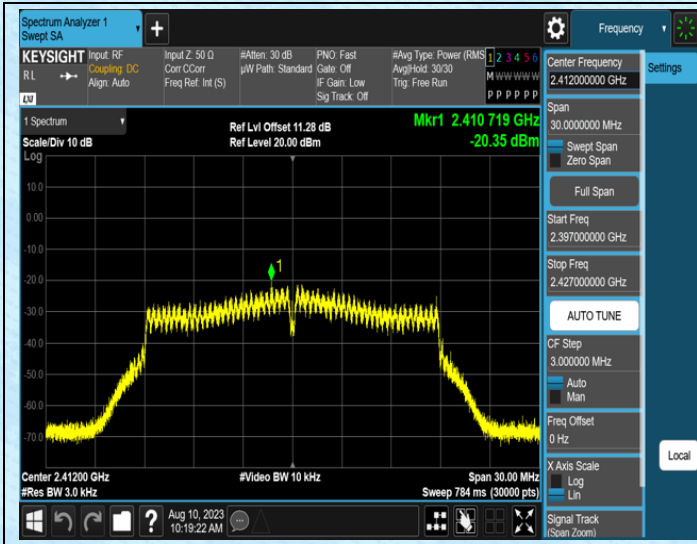 Spectrum Analyzer 1
Swept SA
Frequency
KEYSIGHT
RL
LXI
Input: RF
Coupling: DC
Align: Auto
Input Z: 50 Ω
Corr CCorr
Freq Ref: Int (S)
#Atten: 30 dB
µW Path: Standard
PNO: Fast
Gate: Off
IF Gain: Low
Sig Track: Off
#Avg Type: Power (RMS
Avg|Hold: 30/30
Trig: Free Run
1 2 3 4 5 6
M W W W W W
P P P P P P
1 Spectrum
Scale/Div 10 dB
Log
Ref Lvl Offset 11.28 dB
Ref Level 20.00 dBm
Mkr1 2.410 719 GHz
-20.35 dBm
10.0
0.00
-10.0
-20.0
-30.0
-40.0
-50.0
-60.0
-70.0
1
Center 2.41200 GHz
#Res BW 3.0 kHz
#Video BW 10 kHz
Span 30.00 MHz
Sweep 784 ms (30000 pts)
Aug 10, 2023
10:19:22 AM
?
Center Frequency
2.412000000 GHz
Span
30.0000000 MHz
Swept Span
Zero Span
Full Span
Start Freq
2.397000000 GHz
Stop Freq
2.427000000 GHz
AUTO TUNE
CF Step
3.000000 MHz
Auto
Man
Freq Offset
0 Hz
X Axis Scale
Log
Lin
Signal Track
(Span Zoom)
Settings
Local